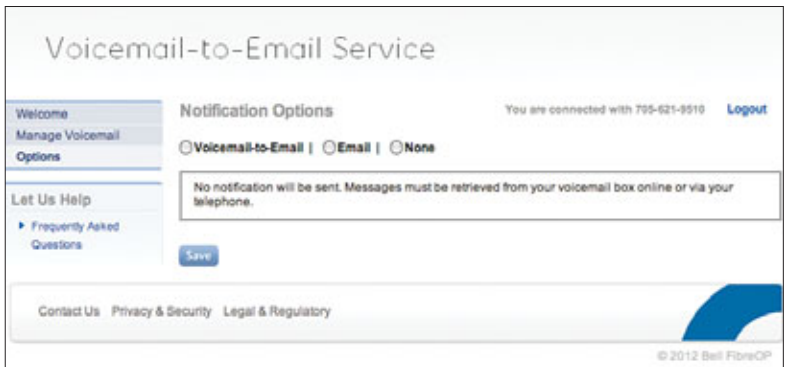 Voicemail-to-Email Service
Welcome
Manage Voicemail
Options
Let Us Help
Frequently Asked
Questions
Notification Options
You are connected with 705-621-9510 Logout
Voicemail-to-Email | Email | None
No notification will be sent. Messages must be retrieved from your voicemail box online or via your
telephone.
Save
Contact Us Privacy & Security Legal & Regulatory
© 2012 Bell FibreOP